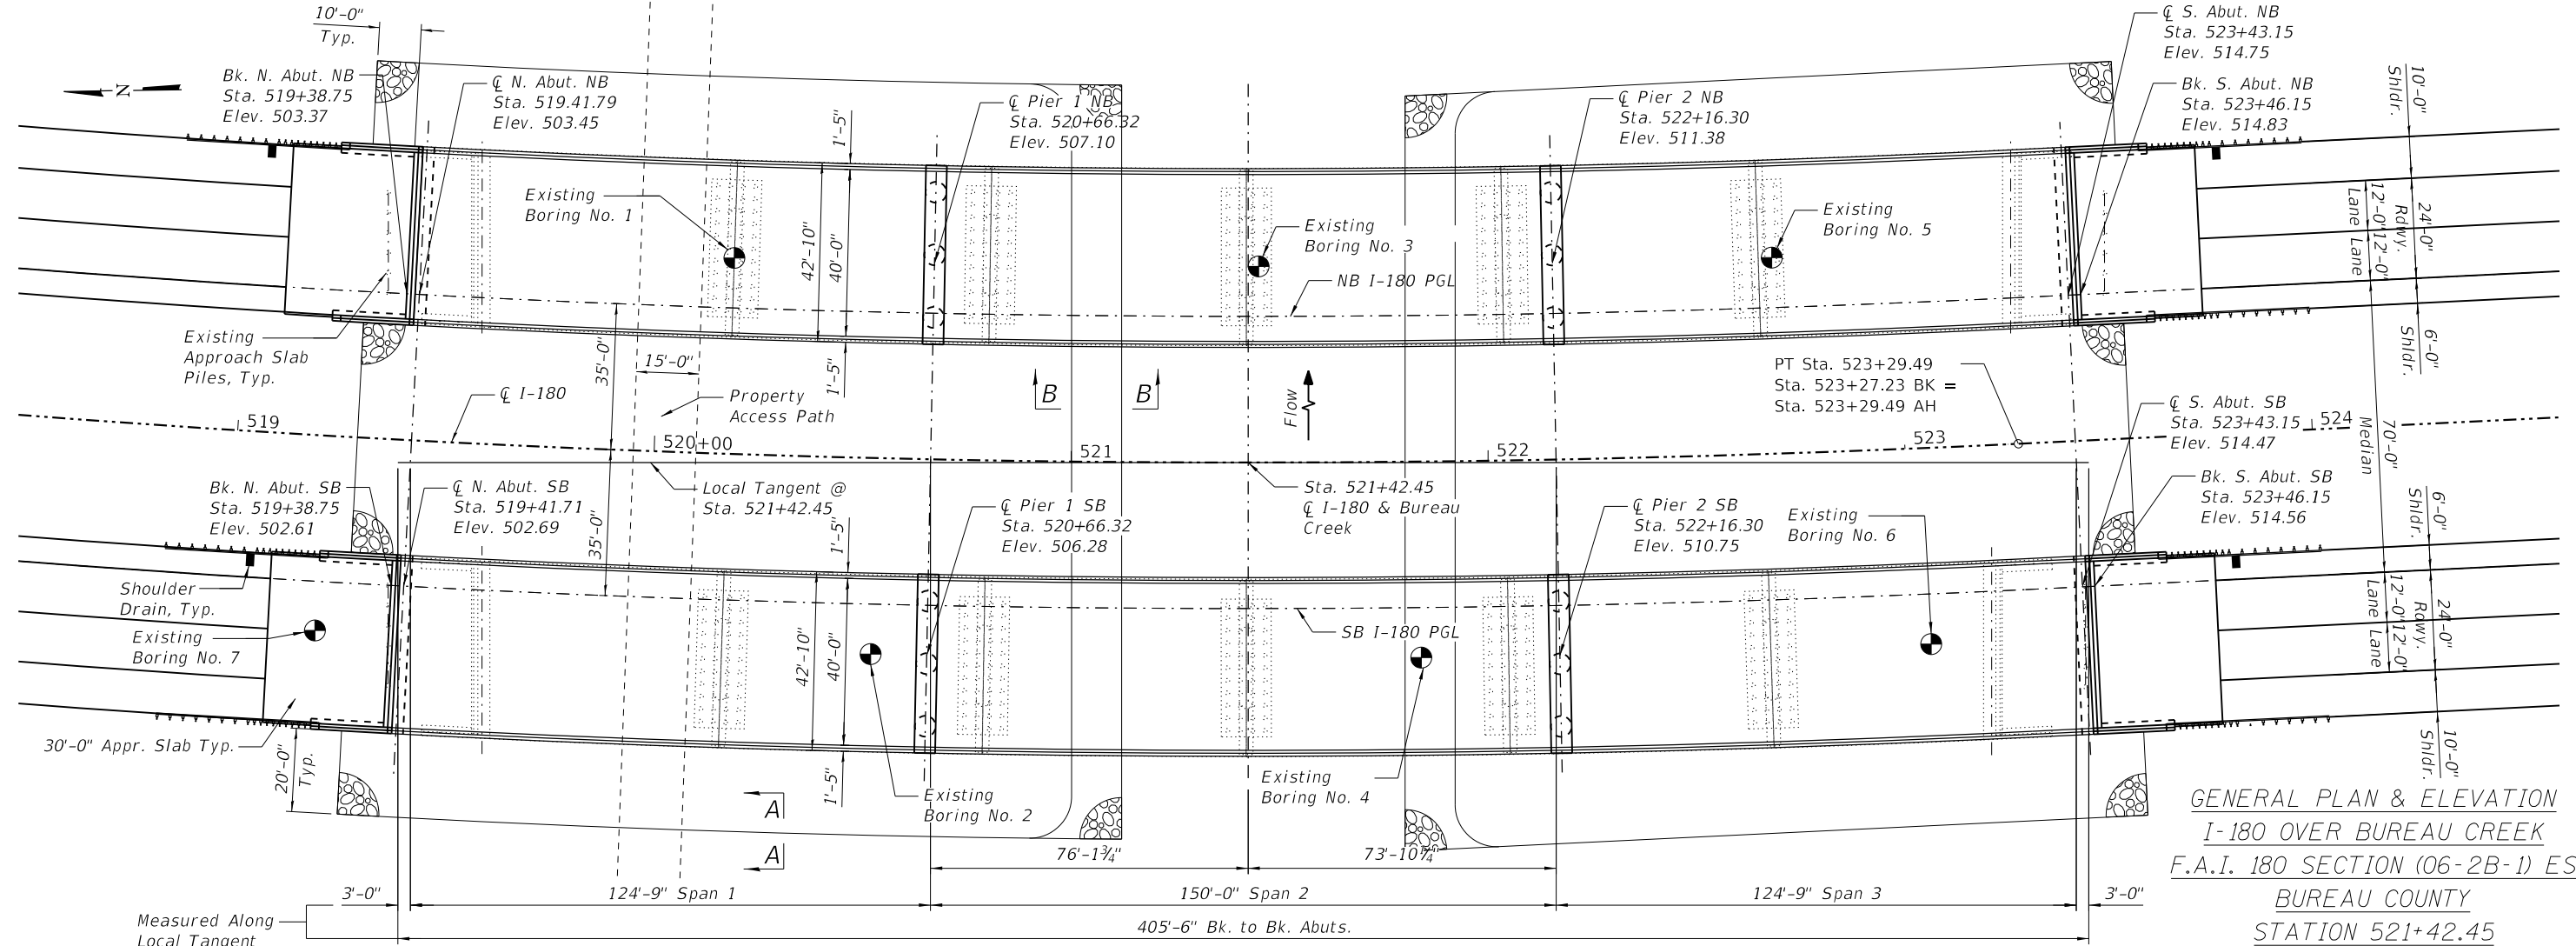 10'-0"
Typ.
N
Bk. N. Abut. NB
Sta. 519+38.75
Elev. 503.37
℄ N. Abut. NB
Sta. 519.41.79
Elev. 503.45
℄ Pier 1 NB
Sta. 520+66.32
Elev. 507.10
℄ Pier 2 NB
Sta. 522+16.30
Elev. 511.38
℄ S. Abut. NB
Sta. 523+43.15
Elev. 514.75
Bk. S. Abut. NB
Sta. 523+46.15
Elev. 514.83
10'-0"
Shldr.
24'-0"
Rdwy.
12'-0"
12'-0"
Lane
Lane
6'-0"
Shldr.
1'-5"
42'-10"
40'-0"
1'-5"
Existing
Boring No. 1
Existing
Boring No. 3
Existing
Boring No. 5
NB I-180 PGL
Existing
Approach Slab
Piles, Typ.
35'-0"
15'-0"
℄ I-180
Property
Access Path
B
B
Flow
PT Sta. 523+29.49
Sta. 523+27.23 BK =
Sta. 523+29.49 AH
519
520+00
521
522
523
524
70'-0"
Median
℄ S. Abut. SB
Sta. 523+43.15
Elev. 514.47
Bk. N. Abut. SB
Sta. 519+38.75
Elev. 502.61
℄ N. Abut. SB
Sta. 519+41.71
Elev. 502.69
35'-0"
Local Tangent @
Sta. 521+42.45
℄ Pier 1 SB
Sta. 520+66.32
Elev. 506.28
Sta. 521+42.45
℄ I-180 & Bureau
Creek
℄ Pier 2 SB
Sta. 522+16.30
Elev. 510.75
Existing
Boring No. 6
Bk. S. Abut. SB
Sta. 523+46.15
Elev. 514.56
6'-0"
Shldr.
24'-0"
Rdwy.
12'-0"
12'-0"
Lane
Lane
10'-0"
Shldr.
1'-5"
42'-10"
40'-0"
1'-5"
Shoulder
Drain, Typ.
Existing
Boring No. 7
SB I-180 PGL
30'-0" Appr. Slab Typ.
20'-0"
Typ.
A
A
Existing
Boring No. 2
Existing
Boring No. 4
76'-1¾"
73'-10¼"
3'-0"
124'-9" Span 1
150'-0" Span 2
124'-9" Span 3
3'-0"
Measured Along
Local Tangent
405'-6" Bk. to Bk. Abuts.
GENERAL PLAN & ELEVATION
I-180 OVER BUREAU CREEK
F.A.I. 180 SECTION (06-2B-1) ES
BUREAU COUNTY
STATION 521+42.45